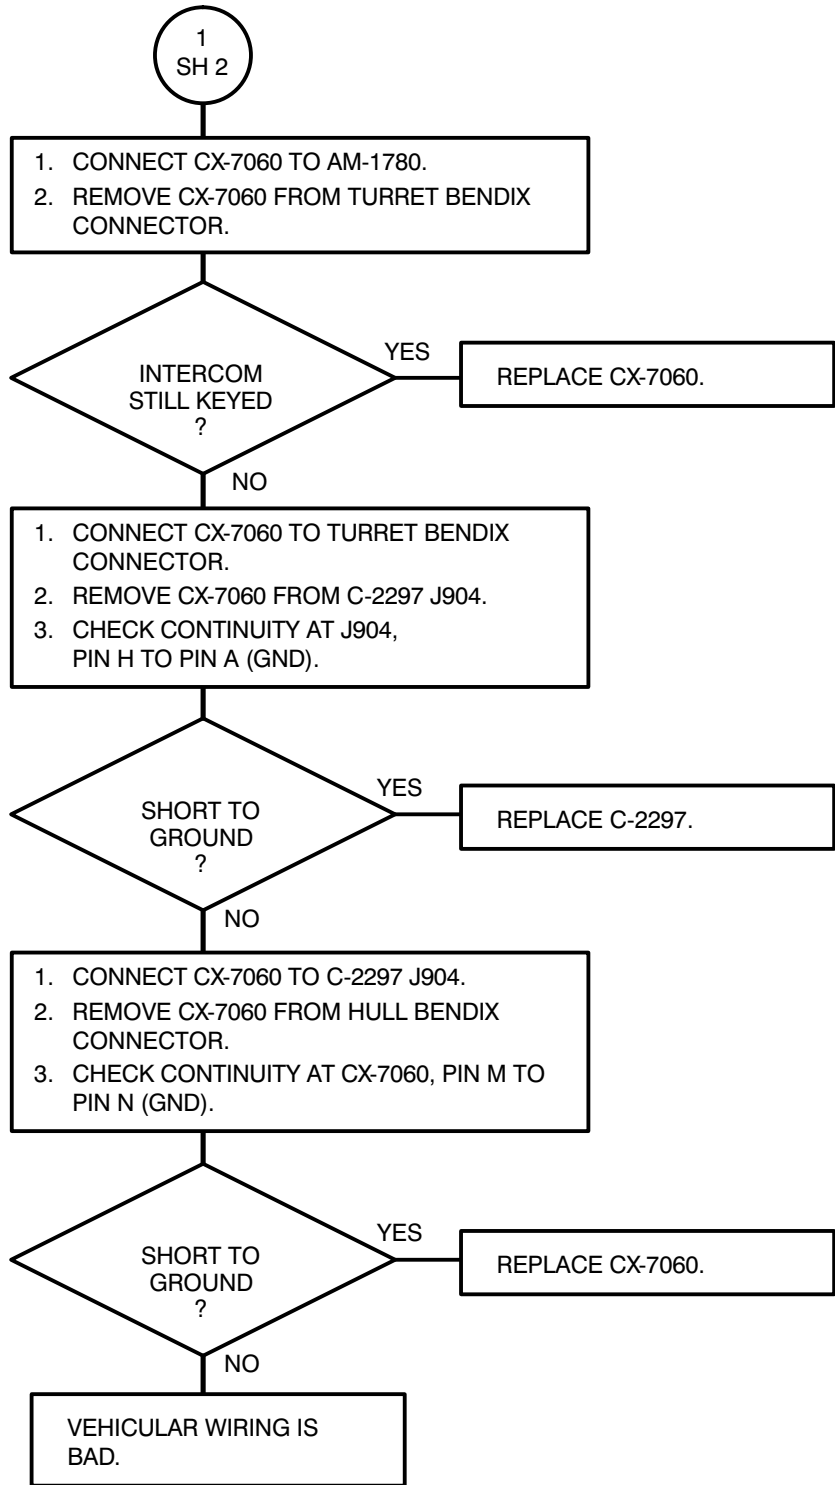 1
SH 2
1. CONNECT CX-7060 TO AM-1780.
2. REMOVE CX-7060 FROM TURRET BENDIX
CONNECTOR.
INTERCOM
STILL KEYED
?
YES
REPLACE CX-7060.
NO
1. CONNECT CX-7060 TO TURRET BENDIX
CONNECTOR.
2. REMOVE CX-7060 FROM C-2297 J904.
3. CHECK CONTINUITY AT J904,
PIN H TO PIN A (GND).
SHORT TO
GROUND
?
YES
REPLACE C-2297.
NO
1. CONNECT CX-7060 TO C-2297 J904.
2. REMOVE CX-7060 FROM HULL BENDIX
CONNECTOR.
3. CHECK CONTINUITY AT CX-7060, PIN M TO
PIN N (GND).
SHORT TO
GROUND
?
YES
REPLACE CX-7060.
NO
VEHICULAR WIRING IS
BAD.